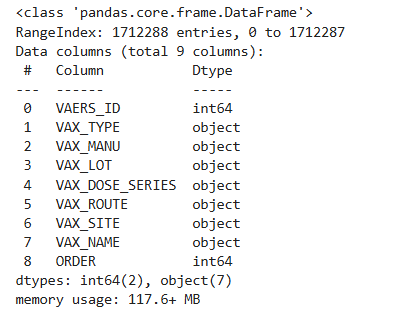 <class 'pandas.core.frame.DataFrame'>
RangeIndex: 1712288 entries, 0 to 1712287
Data columns (total 9 columns):
 #   Column           Dtype
---  ------           -----
 0   VAERS_ID         int64
 1   VAX_TYPE         object
 2   VAX_MANU         object
 3   VAX_LOT          object
 4   VAX_DOSE_SERIES  object
 5   VAX_ROUTE        object
 6   VAX_SITE         object
 7   VAX_NAME         object
 8   ORDER            int64
dtypes: int64(2), object(7)
memory usage: 117.6+ MB